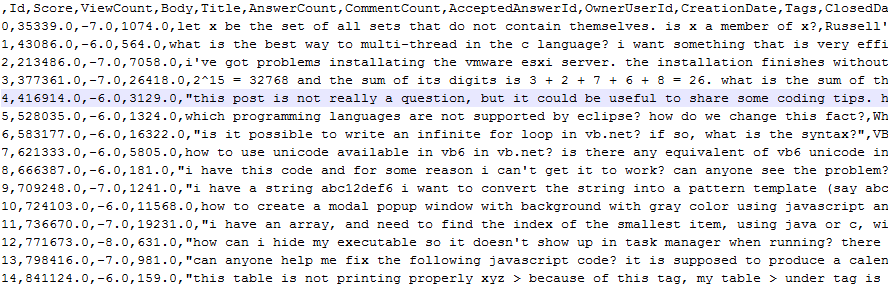 ,Id,Score,ViewCount,Body,Title,AnswerCount,CommentCount,AcceptedAnswerId,OwnerUserId,CreationDate,Tags,ClosedDa
0,35339.0,-7.0,1074.0,let x be the set of all sets that do not contain themselves. is x a member of x?,Russell'
1,43086.0,-6.0,564.0,what is the best way to multi-thread in the c language? i want something that is very effi
2,213486.0,-7.0,7058.0,i've got problems installating the vmware esxi server. the installation finishes without
3,377361.0,-7.0,26418.0,2^15 = 32768 and the sum of its digits is 3 + 2 + 7 + 6 + 8 = 26. what is the sum of th
4,416914.0,-6.0,3129.0,"this post is not really a question, but it could be useful to share some coding tips. h
5,528035.0,-6.0,1324.0,which programming languages are not supported by eclipse? how do we change this fact?,Wh
6,583177.0,-6.0,16322.0,"is it possible to write an infinite for loop in vb.net? if so, what is the syntax?",VB
7,621333.0,-6.0,5805.0,how to use unicode available in vb6 in vb.net? is there any equivalent of vb6 unicode in
8,666387.0,-6.0,181.0,"i have this code and for some reason i can't get it to work? can anyone see the problem?
9,709248.0,-7.0,1241.0,"i have a string abc12def6 i want to convert the string into a pattern template (say abc
10,724103.0,-6.0,11568.0,how to create a modal popup window with background with gray color using javascript an
11,736670.0,-7.0,19231.0,"i have an array, and need to find the index of the smallest item, using java or c, wi
12,771673.0,-8.0,631.0,"how can i hide my executable so it doesn't show up in task manager when running? there
13,798416.0,-7.0,981.0,"can anyone help me fix the following javascript code? it is supposed to produce a calen
14,841124.0,-6.0,159.0,"this table is not printing properly xyz > because of this tag, my table > under tag is